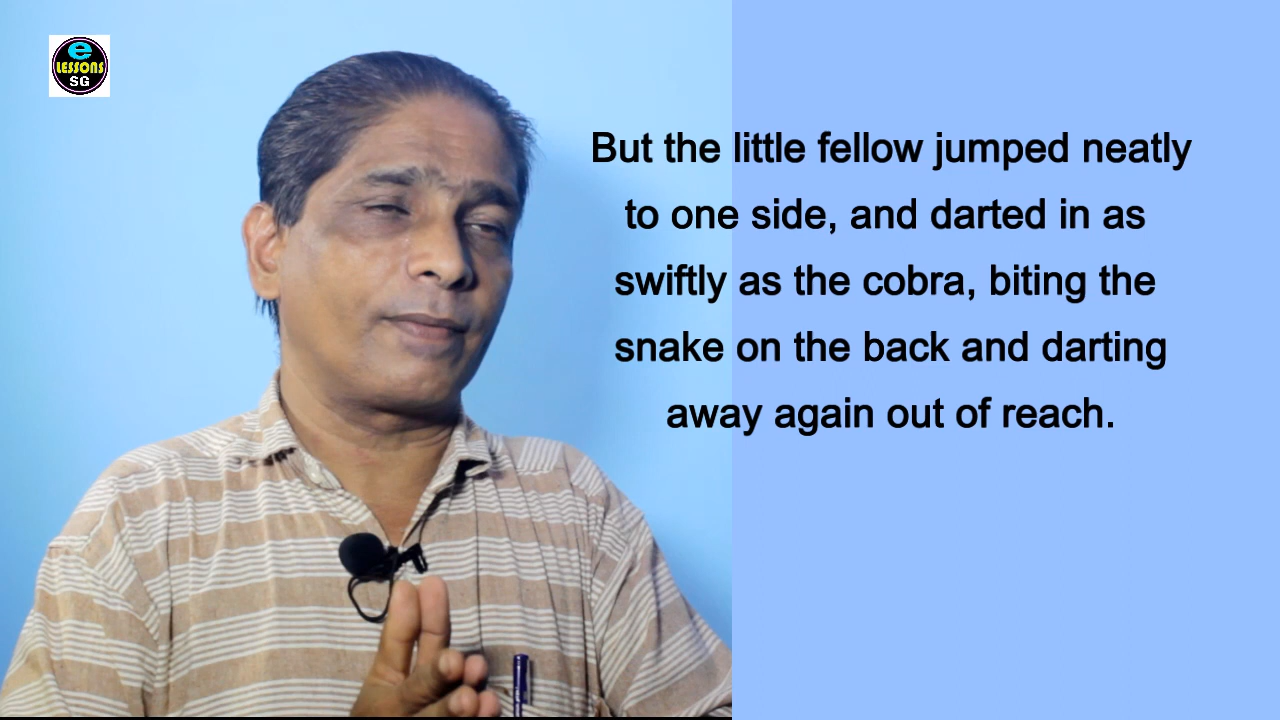 e
LESSONS
SG
But the little fellow jumped neatly
to one side, and darted in as
swiftly as the cobra, biting the
snake on the back and darting
away again out of reach.